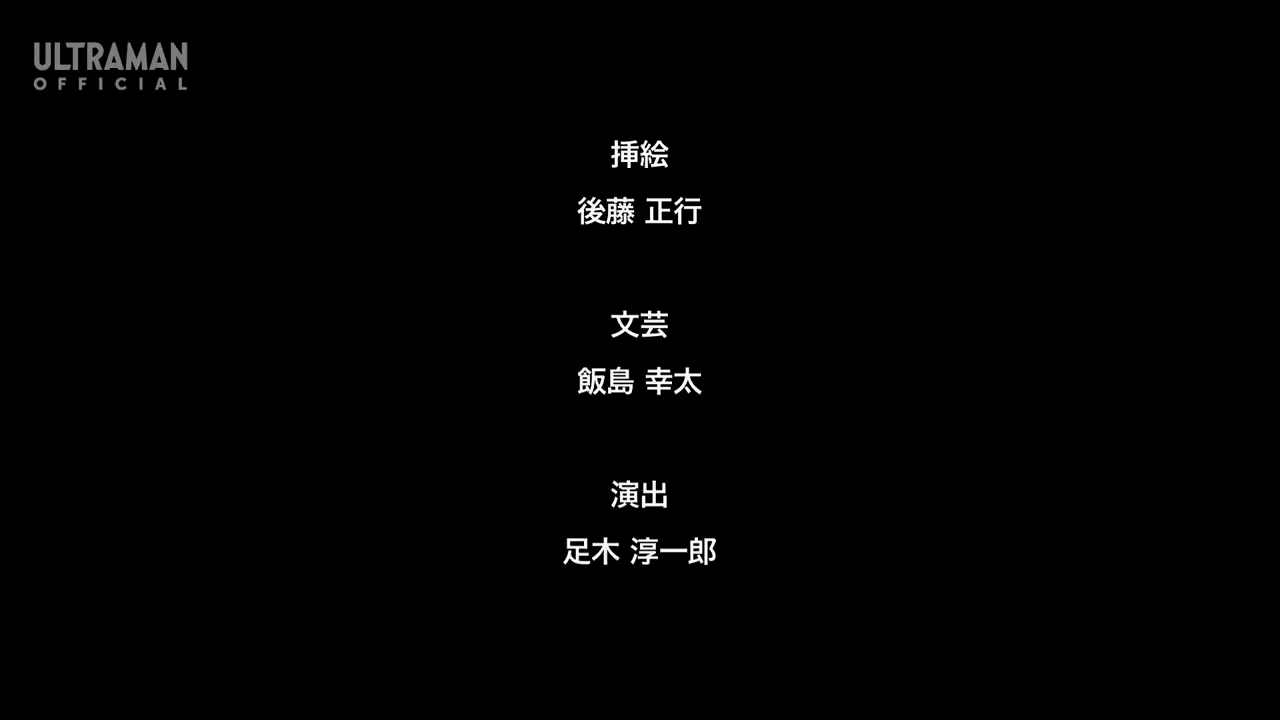 ULTRAMAN
OFFICIAL
挿絵
後藤 正行
文芸
飯島 幸太
演出
足木 淳一郎